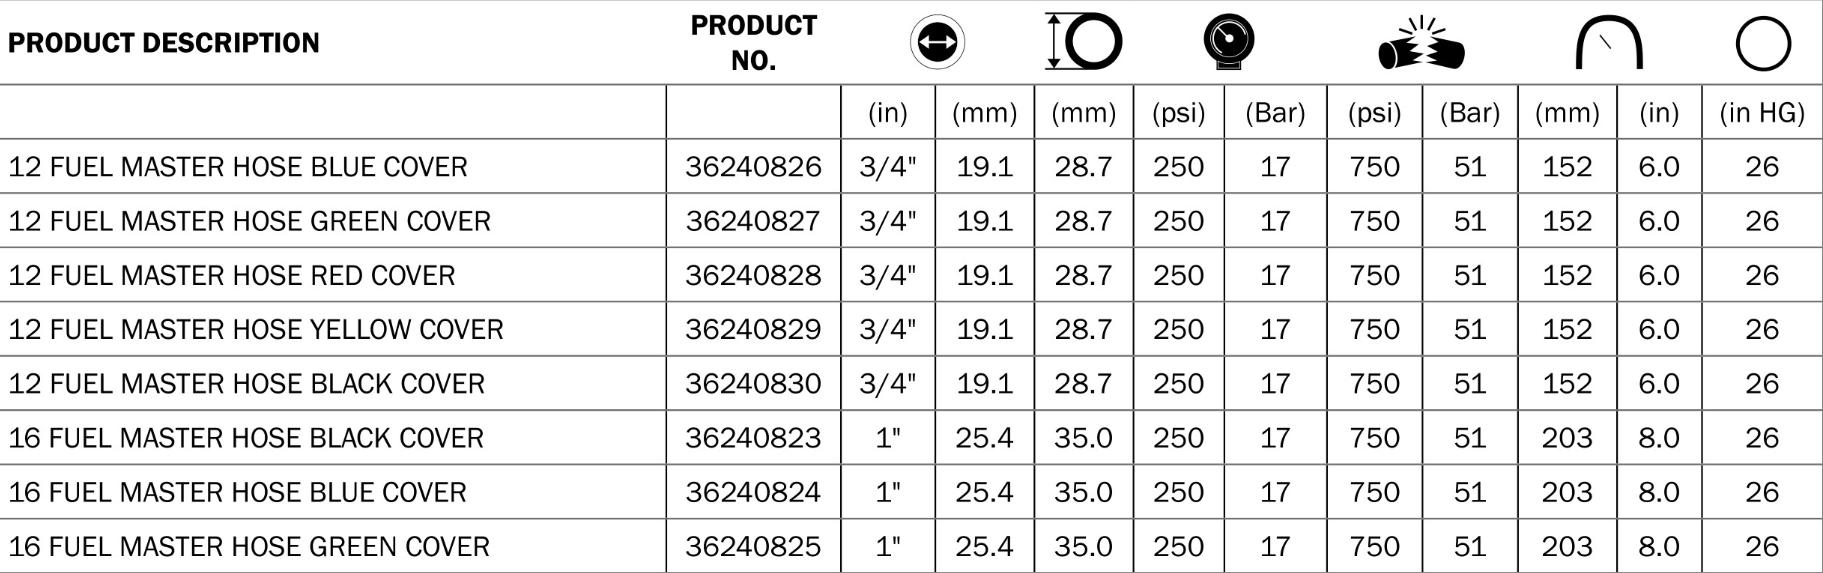 PRODUCT DESCRIPTION PRODUCT NO.
(in) (mm) (mm) (psi) (Bar) (psi) (Bar) (mm) (in) (in HG)
12 FUEL MASTER HOSE BLUE COVER 36240826 3/4" 19.1 28.7 250 17 750 51 152 6.0 26
12 FUEL MASTER HOSE GREEN COVER 36240827 3/4" 19.1 28.7 250 17 750 51 152 6.0 26
12 FUEL MASTER HOSE RED COVER 36240828 3/4" 19.1 28.7 250 17 750 51 152 6.0 26
12 FUEL MASTER HOSE YELLOW COVER 36240829 3/4" 19.1 28.7 250 17 750 51 152 6.0 26
12 FUEL MASTER HOSE BLACK COVER 36240830 3/4" 19.1 28.7 250 17 750 51 152 6.0 26
16 FUEL MASTER HOSE BLACK COVER 36240823 1" 25.4 35.0 250 17 750 51 203 8.0 26
16 FUEL MASTER HOSE BLUE COVER 36240824 1" 25.4 35.0 250 17 750 51 203 8.0 26
16 FUEL MASTER HOSE GREEN COVER 36240825 1" 25.4 35.0 250 17 750 51 203 8.0 26